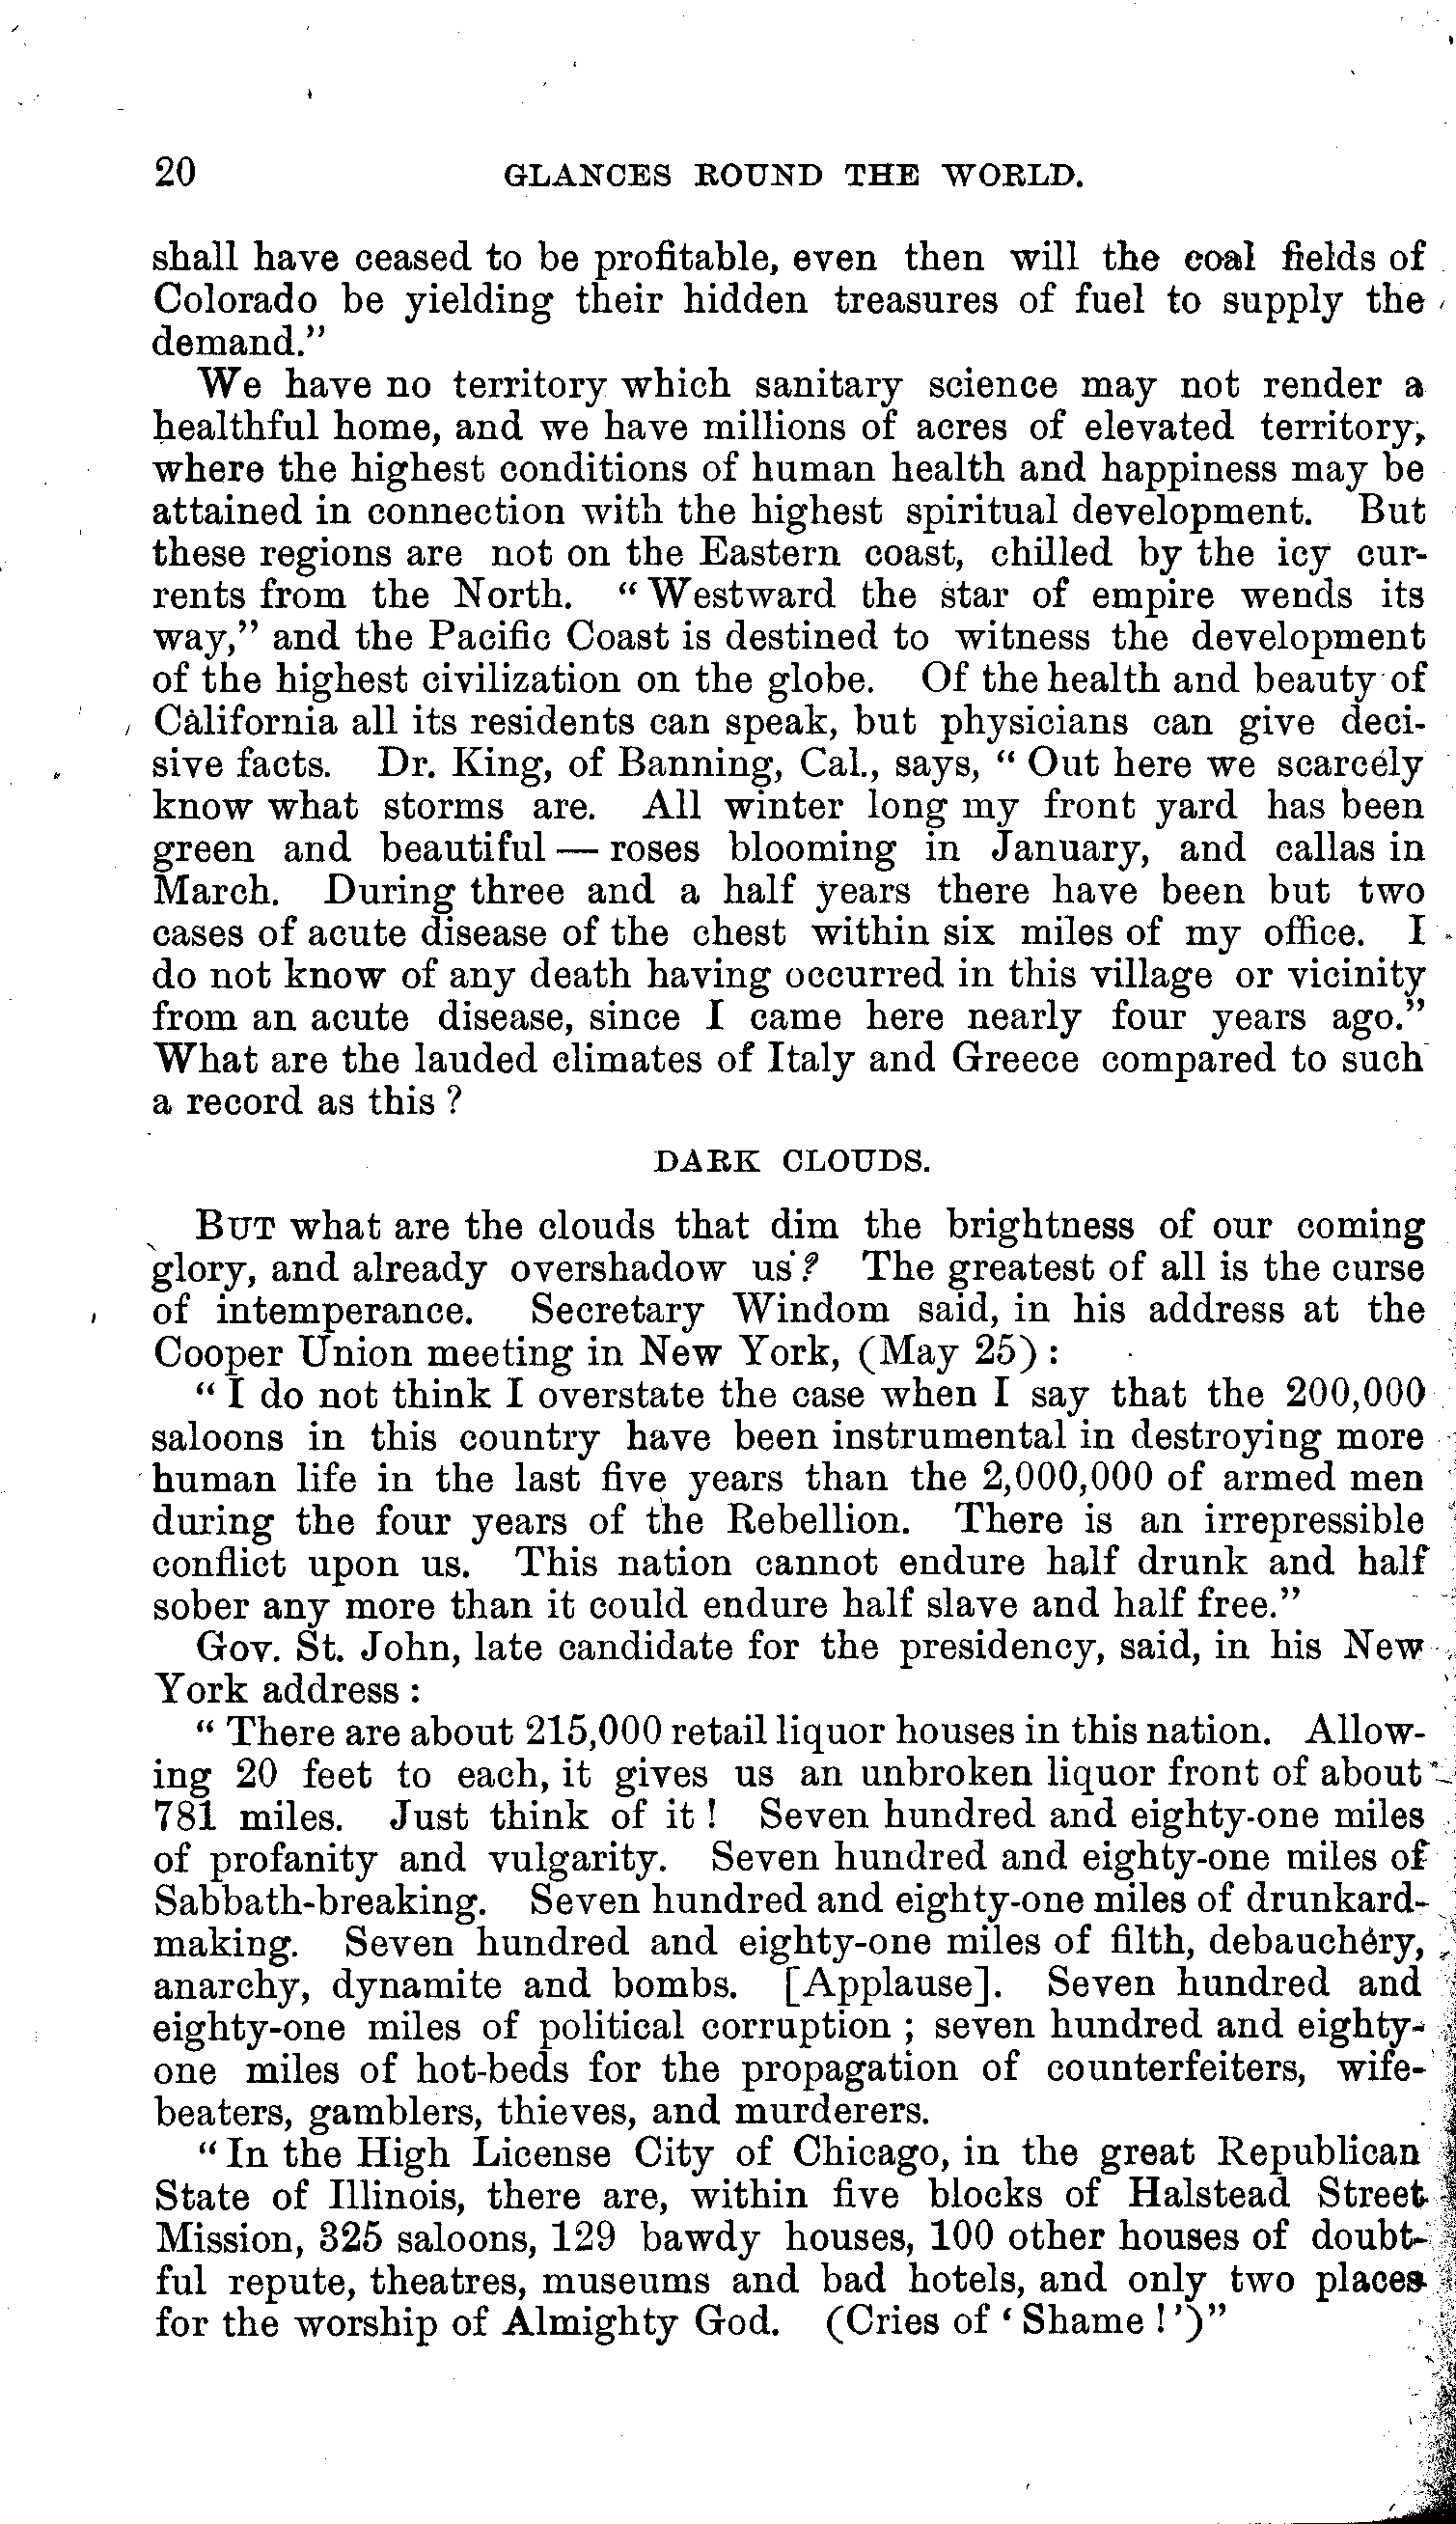 20 GLANCES ROUND THE WORLD.
shall have ceased to be profitable, even then will the coal fields of
Colorado be yielding their hidden treasures of fuel to supply the
demand."
We have no territory which sanitary science may not render a
healthful home, and we have millions of acres of elevated territory,
where the highest conditions of human health and happiness may be
attained in connection with the highest spiritual development. But
these regions are not on the Eastern coast, chilled by the icy cur-
rents from the North. "Westward the star of empire wends its
way," and the Pacific Coast is destined to witness the development
of the highest civilization on the globe. Of the health and beauty of
California all its residents can speak, but physicians can give deci-
sive facts. Dr. King, of Banning, Cal., says, "Out here we scarcely
know what storms are. All winter long my front yard has been
green and beautiful — roses blooming in January, and callas in
March. During three and a half years there have been but two
cases of acute disease of the chest within six miles of my office. I
do not know of any death having occurred in this village or vicinity
from an acute disease, since I came here nearly four years ago."
What are the lauded climates of Italy and Greece compared to such
a record as this?
DARK CLOUDS.
BUT what are the clouds that dim the brightness of our coming
glory, and already overshadow us? The greatest of all is the curse
of intemperance. Secretary Windom said, in his address at the
Cooper Union meeting in New York, (May 25):
"I do not think I overstate the case when I say that the 200,000
saloons in this country have been instrumental in destroying more
human life in the last five years than the 2,000,000 of armed men
during the four years of the Rebellion. There is an irrepressible
conflict upon us. This nation cannot endure half drunk and half
sober any more than it could endure half slave and half free."
Gov. St. John, late candidate for the presidency, said, in his New
York address:
"There are about 215,000 retail liquor houses in this nation. Allow-
ing 20 feet to each, it gives us an unbroken liquor front of about
781 miles. Just think of it! Seven hundred and eighty-one miles
of profanity and vulgarity. Seven hundred and eighty-one miles of
Sabbath-breaking. Seven hundred and eighty-one miles of drunkard-
making. Seven hundred and eighty-one miles of filth, debauchery,
anarchy, dynamite and bombs. [Applause]. Seven hundred and
eighty-one miles of political corruption; seven hundred and eighty-
one miles of hot-beds for the propagation of counterfeiters, wife-
beaters, gamblers, thieves, and murderers.
"In the High License City of Chicago, in the great Republican
State of Illinois, there are, within five blocks of Halstead Street
Mission, 325 saloons, 129 bawdy houses, 100 other houses of doubt-
ful repute, theatres, museums and bad hotels, and only two places
for the worship of Almighty God. (Cries of 'Shame!')"